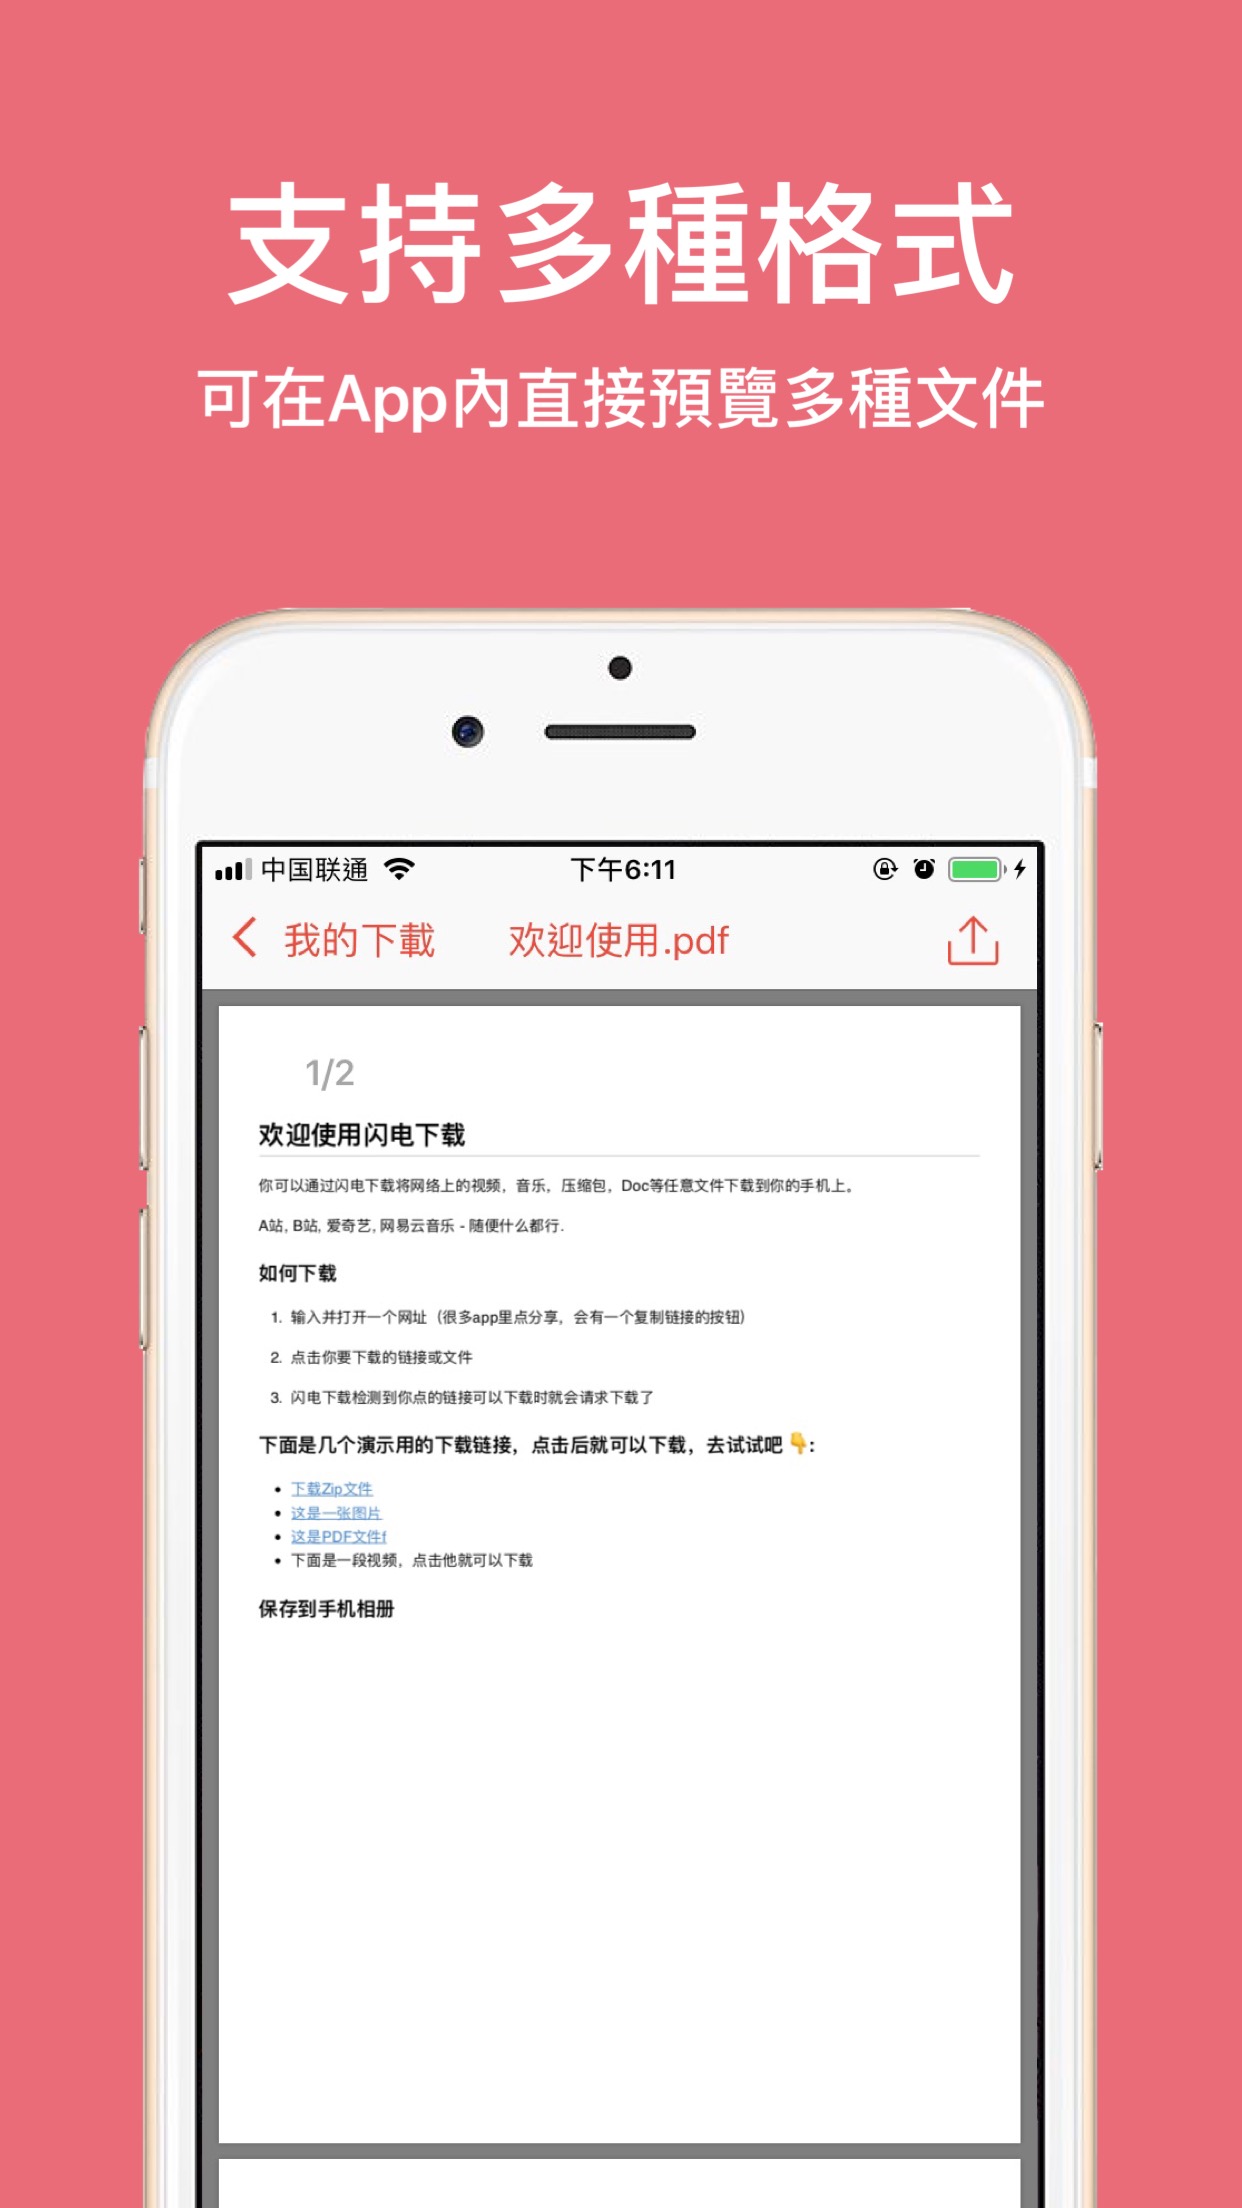 支持多種格式
可在App內直接預覽多種文件
中国联通 下午6:11
我的下載 欢迎使用.pdf
1/2
欢迎使用闪电下载
你可以通过闪电下载将网络上的视频，音乐，压缩包，Doc等任意文件下载到你的手机上。
A站, B站, 爱奇艺, 网易云音乐 - 随便什么都行.
如何下载
1. 输入并打开一个网址（很多app里点分享，会有一个复制链接的按钮）
2. 点击你要下载的链接或文件
3. 闪电下载检测到你点的链接可以下载时就会请求下载了
下面是几个演示用的下载链接，点击后就可以下载，去试试吧 👇:
• 下载Zip文件
• 这是一张图片
• 这是PDF文件f
• 下面是一段视频，点击他就可以下载
保存到手机相册